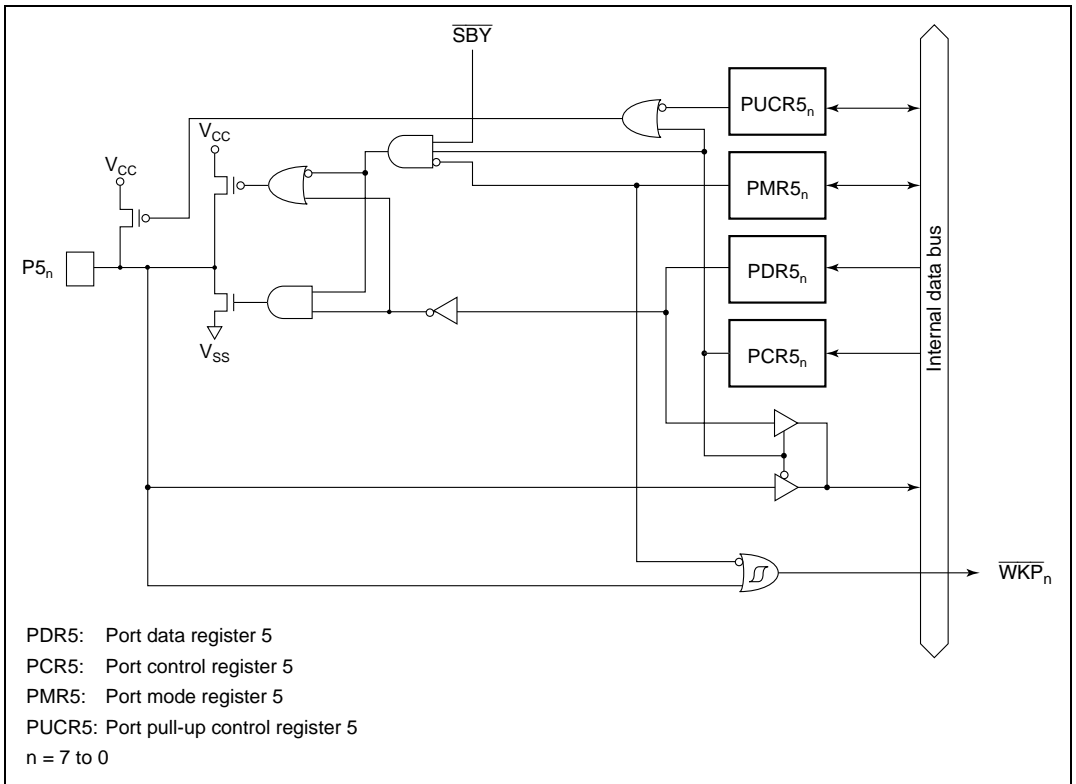 SBY
PUCR5n
VCC
VCC
PMR5n
PDR5n
P5n
VSS
PCR5n
Internal data bus
WKPn
PDR5: Port data register 5
PCR5: Port control register 5
PMR5: Port mode register 5
PUCR5: Port pull-up control register 5
n = 7 to 0